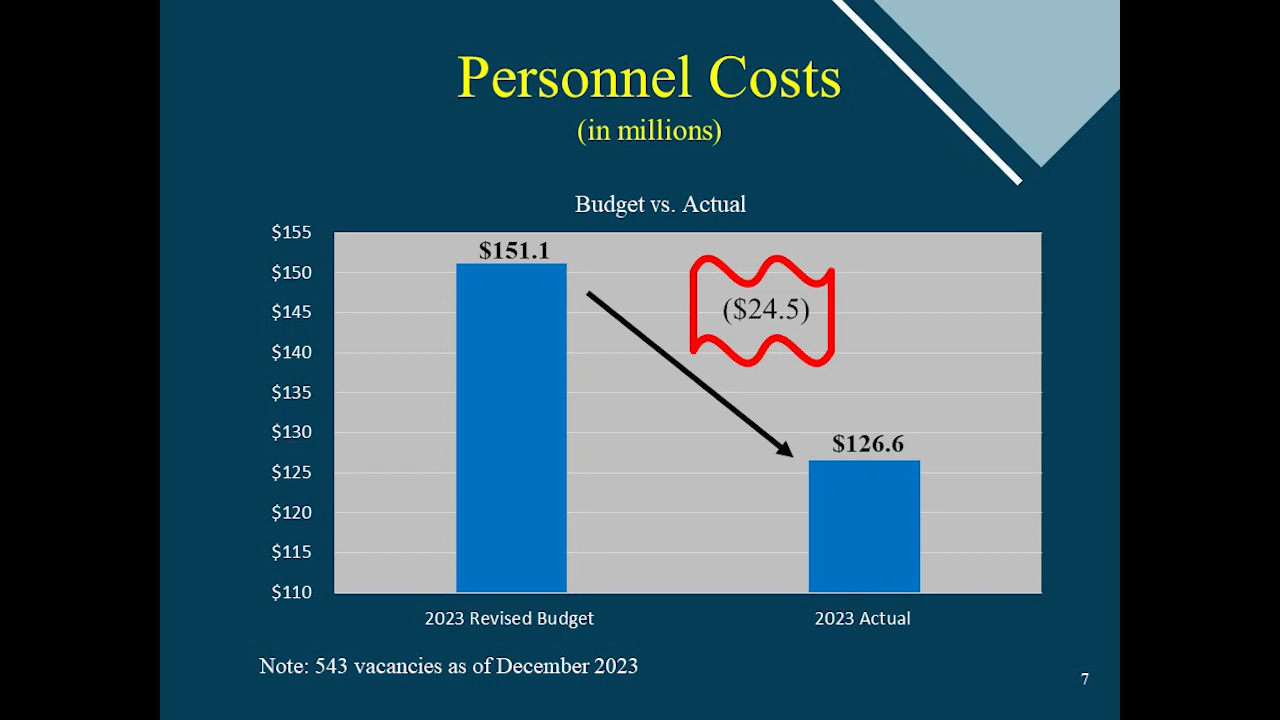 Personnel Costs
(in millions)
Budget vs. Actual
$155
$150
$145
$140
$135
$130
$125
$120
$115
$110
$151.1
($24.5)
$126.6
2023 Revised Budget
2023 Actual
Note: 543 vacancies as of December 2023
7